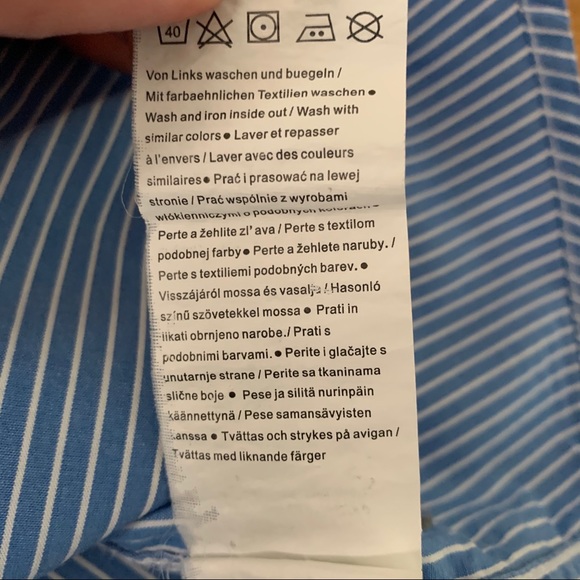 40
Von Links waschen und buegeln /
Mit farbaehnlichen Textilien waschen ●
Wash and iron inside out / Wash with
similar colors ● Laver et repasser
à l'envers / Laver avec des couleurs
similaires ● Prać i prasować na lewej
stronie / Prać wspólnie z wyrobami
włókienniczymi o podobnych
Perte a žehlite zl' ava / Perte s textilom
podobnej farby ● Perte a žehlete naruby. /
Perte s textiliemi podobných barev. ●
Visszájáról mossa és / Hasonló
színű szövetekkel mossa ● Prati in
likati obrnjeno narobe./ Prati s
podobnimi barvami. ● Perite i glačajte s
unutarnje strane / Perite sa tkaninama
slične boje ● Pese ja silitä nurinpäin
käännettynä / Pese samansävyisten
kanssa ● Tvättas och strykes på avigan /
Tvättas med liknande färger